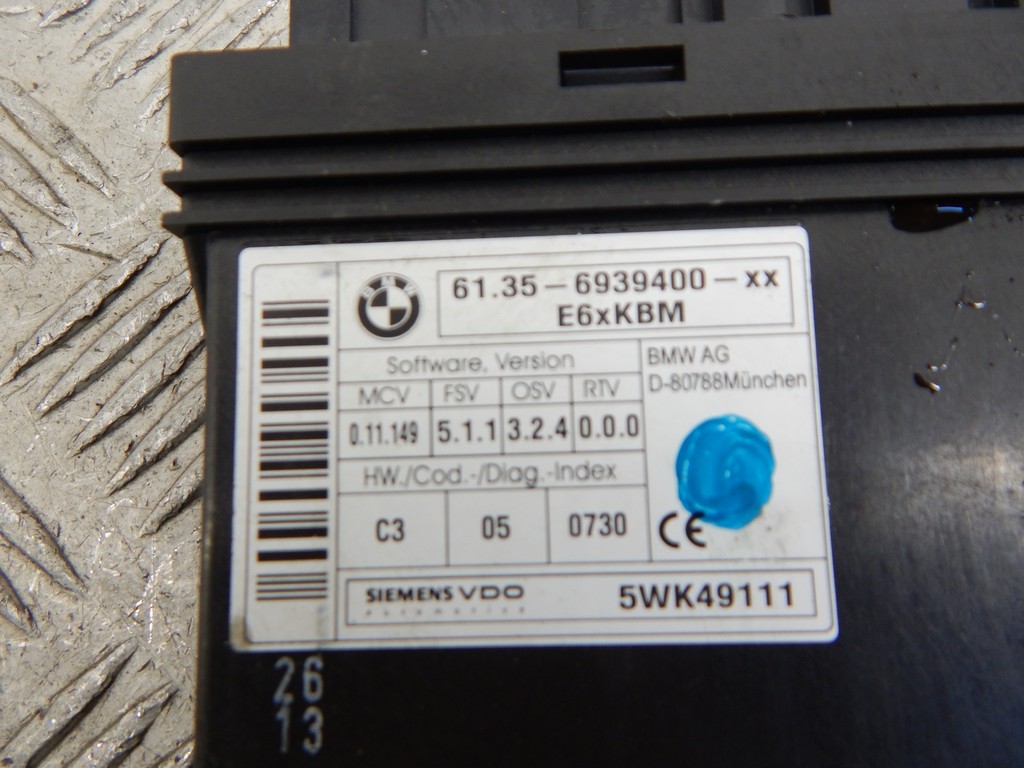 BMW
61.35 - 6939400 - xx
E6xKBM
Software, Version
MCV FSV OSV RTV
0.11.149 5.1.1 3.2.4 0.0.0
BMW AG
D-80788München
HW./Cod.-/Diag.-Index
C3 05 0730
CE
SIEMENS VDO
Automotive
5WK49111
26
13